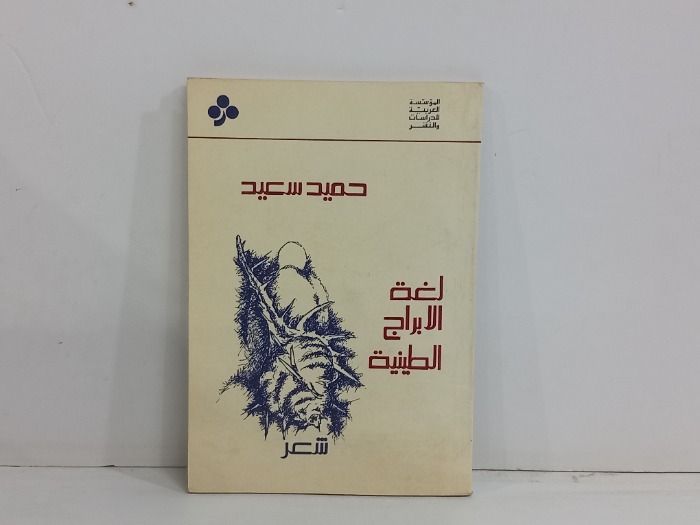 المؤسسة
العربية
للدراسات
والنشر
حميد سعيد
لغة
الابراج
الطينية
شعر